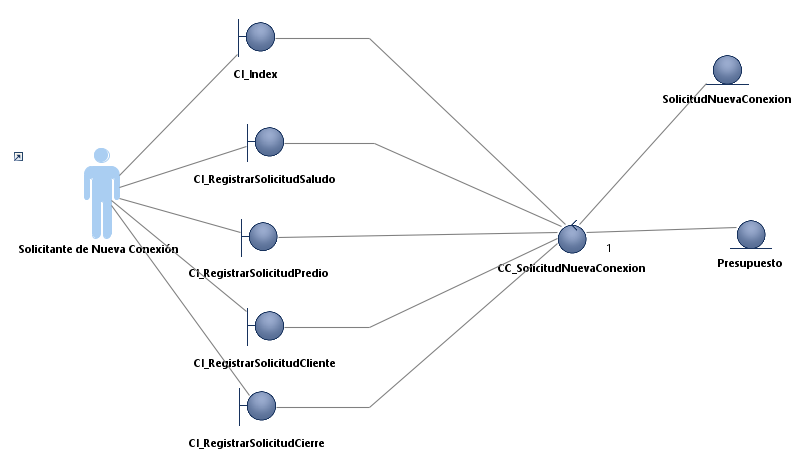 CI_Index
SolicitudNuevaConexion
CI_RegistrarSolicitudSaludo
Solicitante de Nueva Conexión
1
CI_RegistrarSolicitudPredio
CC_SolicitudNuevaConexion
Presupuesto
CI_RegistrarSolicitudCliente
CI_RegistrarSolicitudCierre